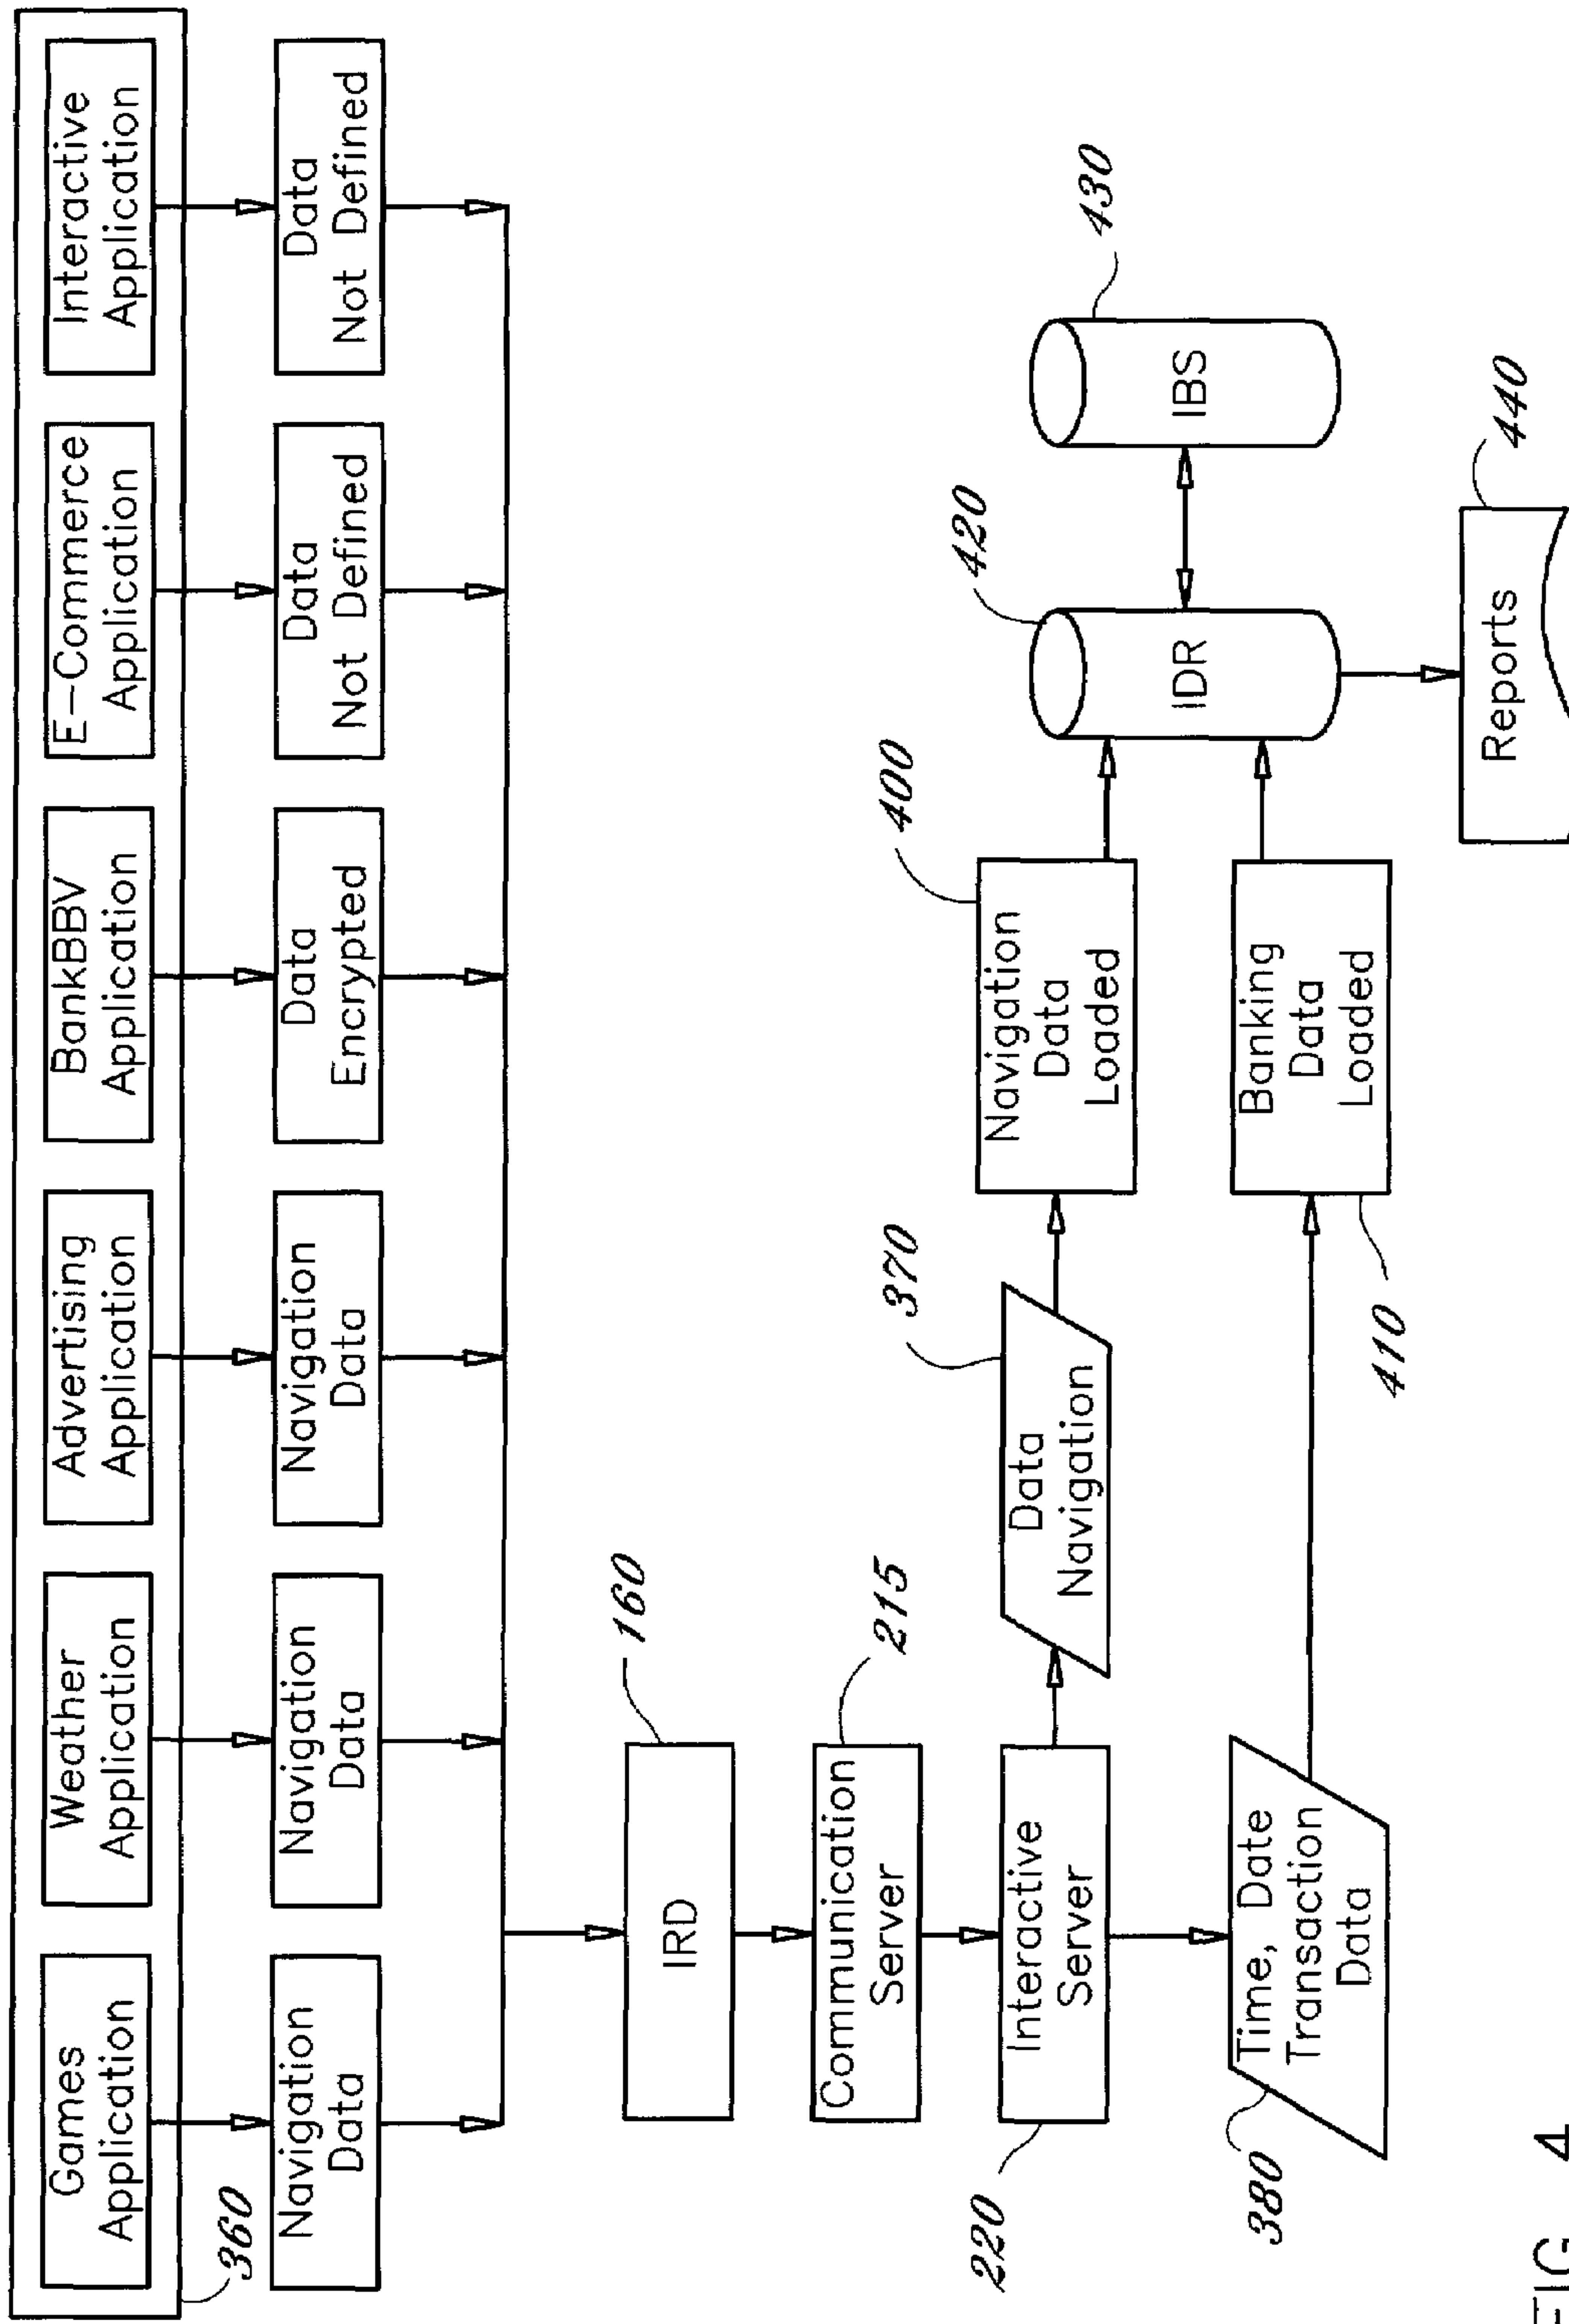 Games
Application
Weather
Application
Advertising
Application
BankBBV
Application
E-Commerce
Application
Interactive
Application
360
Navigation
Data
Navigation
Data
Navigation
Data
Data
Encrypted
Data
Not Defined
Data
Not Defined
IRD
160
Communication
Server
215
220
Interactive
Server
Data
Navigation
370
Navigation
Data
Loaded
400
IDR
420
IBS
430
380
Time, Date
Transaction
Data
Banking
Data
Loaded
410
Reports
440
FIG. 4